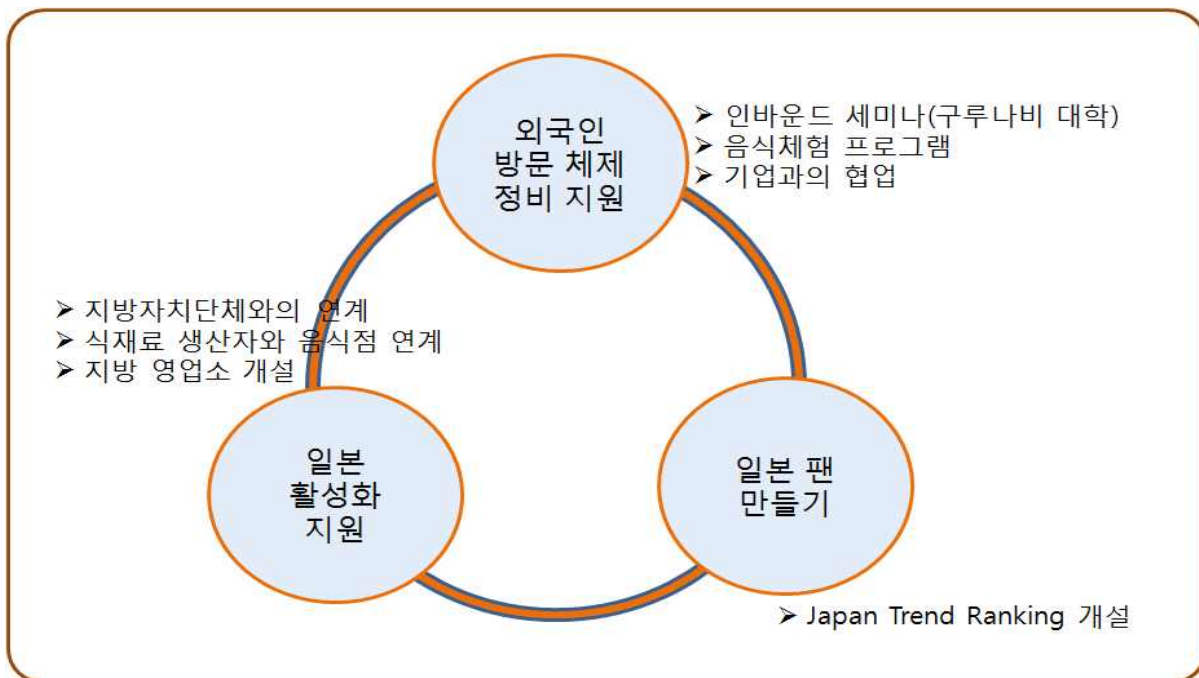 외국인
방문 체제
정비 지원
➢ 인바운드 세미나(구루나비 대학)
➢ 음식체험 프로그램
➢ 기업과의 협업
➢ 지방자치단체와의 연계
➢ 식재료 생산자와 음식점 연계
➢ 지방 영업소 개설
일본
활성화
지원
일본 팬
만들기
➢ Japan Trend Ranking 개설